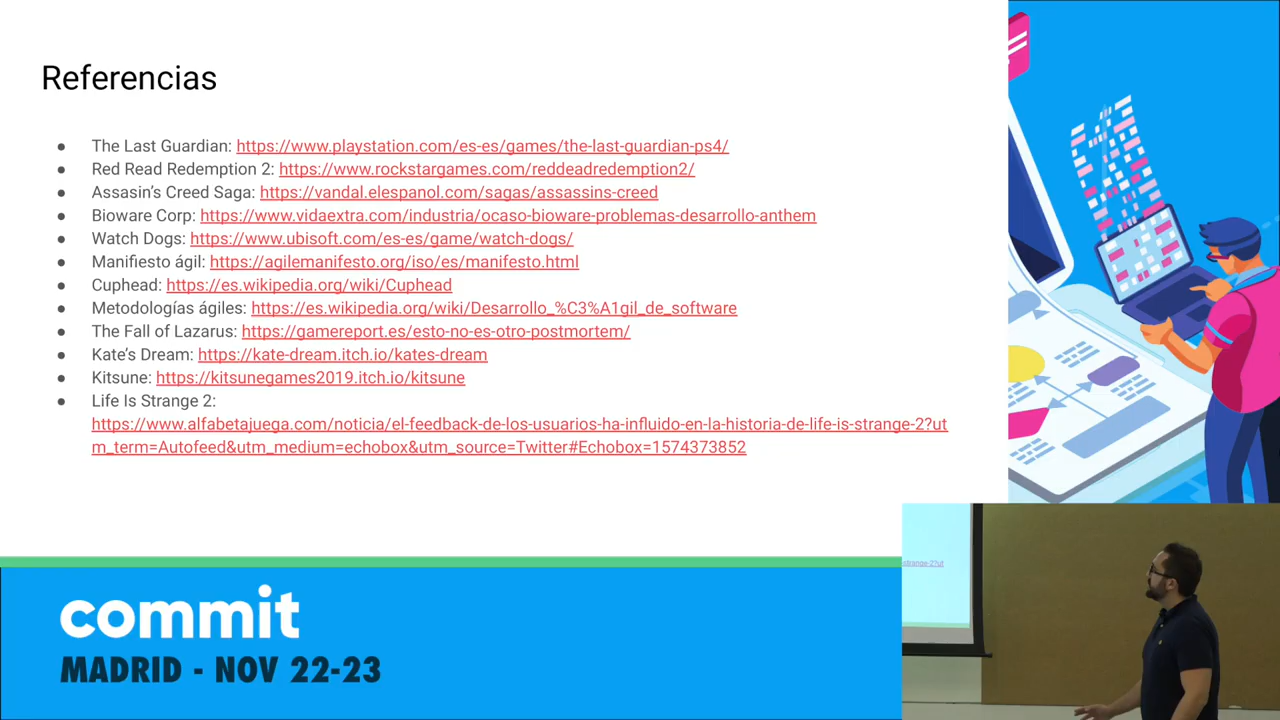 Referencias
● The Last Guardian: https://www.playstation.com/es-es/games/the-last-guardian-ps4/
● Red Read Redemption 2: https://www.rockstargames.com/reddeadredemption2/
● Assasin's Creed Saga: https://vandal.elespanol.com/sagas/assassins-creed
● Bioware Corp: https://www.vidaextra.com/industria/ocaso-bioware-problemas-desarrollo-anthem
● Watch Dogs: https://www.ubisoft.com/es-es/game/watch-dogs/
● Manifiesto ágil: https://agilemanifesto.org/iso/es/manifesto.html
● Cuphead: https://es.wikipedia.org/wiki/Cuphead
● Metodologías ágiles: https://es.wikipedia.org/wiki/Desarrollo_%C3%A1gil_de_software
● The Fall of Lazarus: https://gamereport.es/esto-no-es-otro-postmortem/
● Kate's Dream: https://kate-dream.itch.io/kates-dream
● Kitsune: https://kitsunegames2019.itch.io/kitsune
● Life Is Strange 2:
https://www.alfabetajuega.com/noticia/el-feedback-de-los-usuarios-ha-influido-en-la-historia-de-life-is-strange-2?ut
m_term=Autofeed&utm_medium=echobox&utm_source=Twitter#Echobox=1574373852
strange-2?ut
commit
MADRID - NOV 22-23